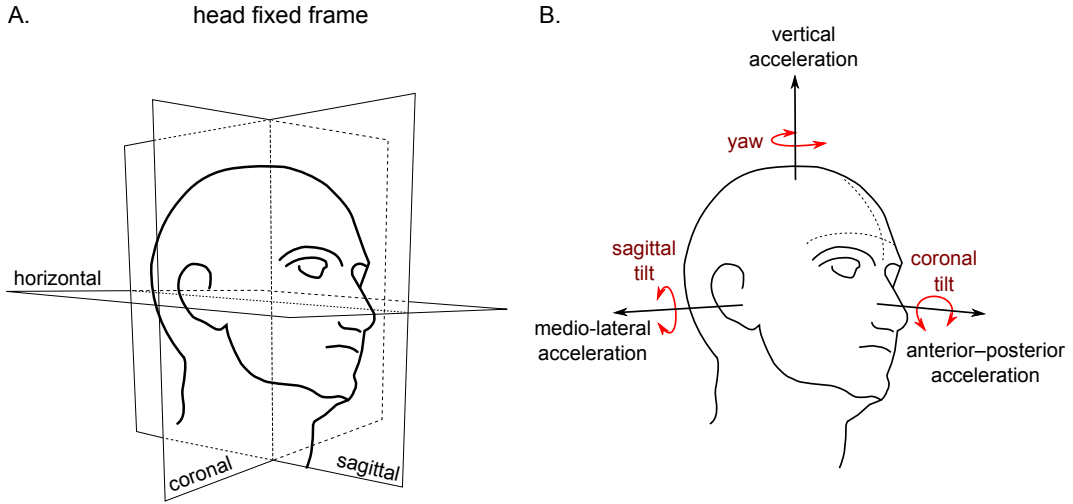 A.
head fixed frame
horizontal
coronal
sagittal
B.
vertical
acceleration
yaw
sagittal
tilt
coronal
tilt
medio-lateral
acceleration
anterior–posterior
acceleration